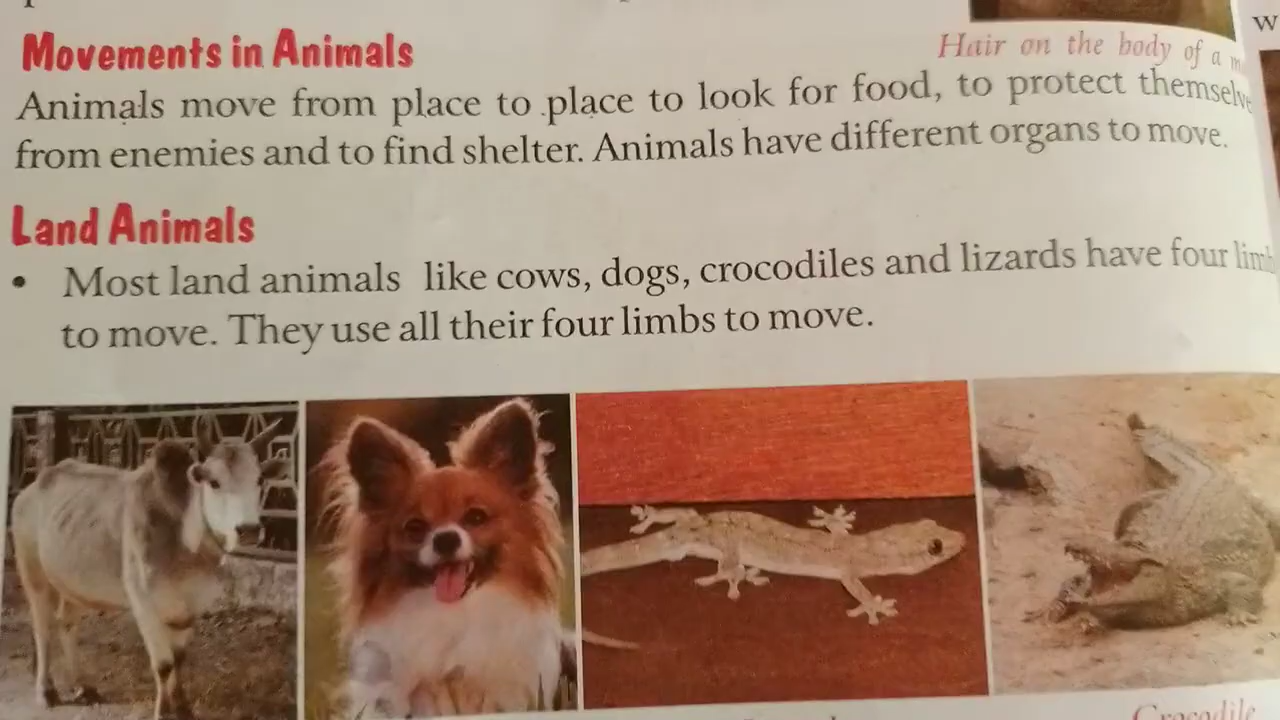 Hair on the body of a
Movements in Animals
Animals move from place to place to look for food, to protect themselve
from enemies and to find shelter. Animals have different organs to move.
Land Animals
• Most land animals like cows, dogs, crocodiles and lizards have four limb
to move. They use all their four limbs to move.
Crocodile